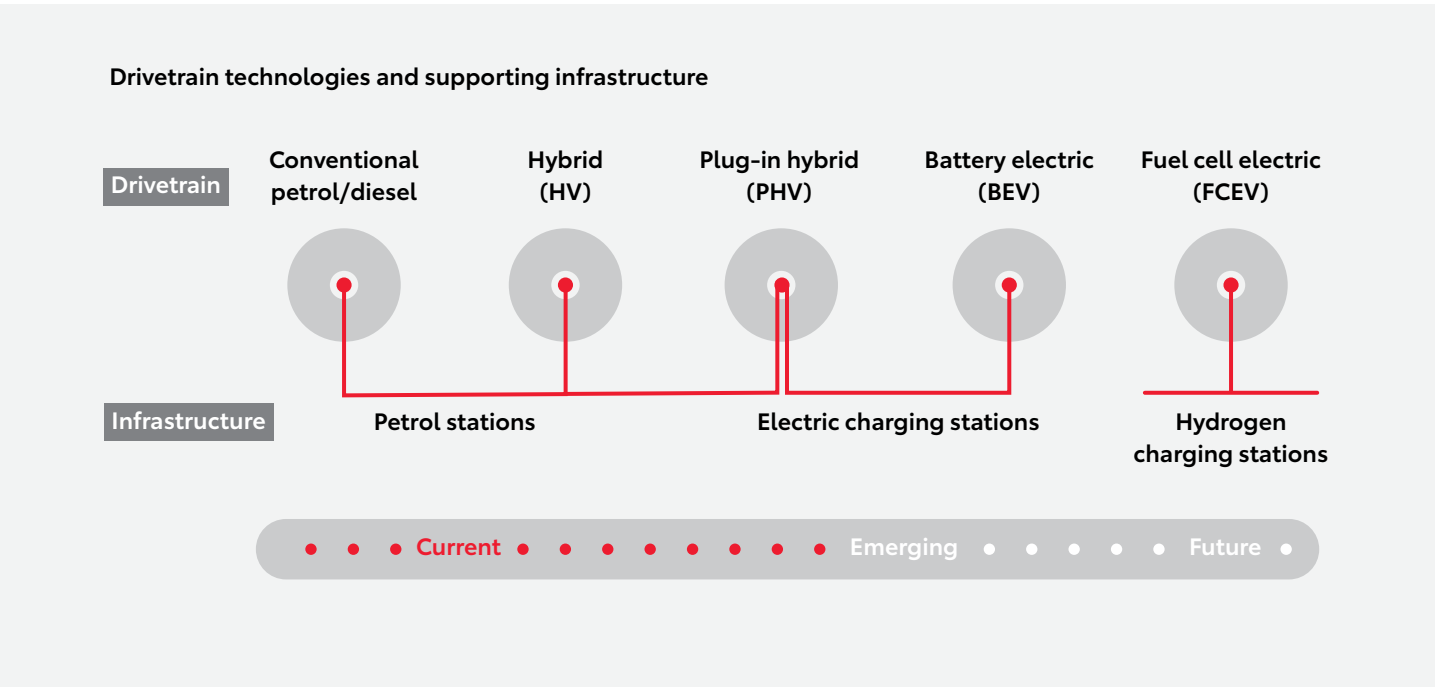 Drivetrain technologies and supporting infrastructure
Drivetrain
Conventional
petrol/diesel
Hybrid
(HV)
Plug-in hybrid
(PHV)
Battery electric
(BEV)
Fuel cell electric
(FCEV)
Infrastructure
Petrol stations
Electric charging stations
Hydrogen
charging stations
Current
Emerging
Future